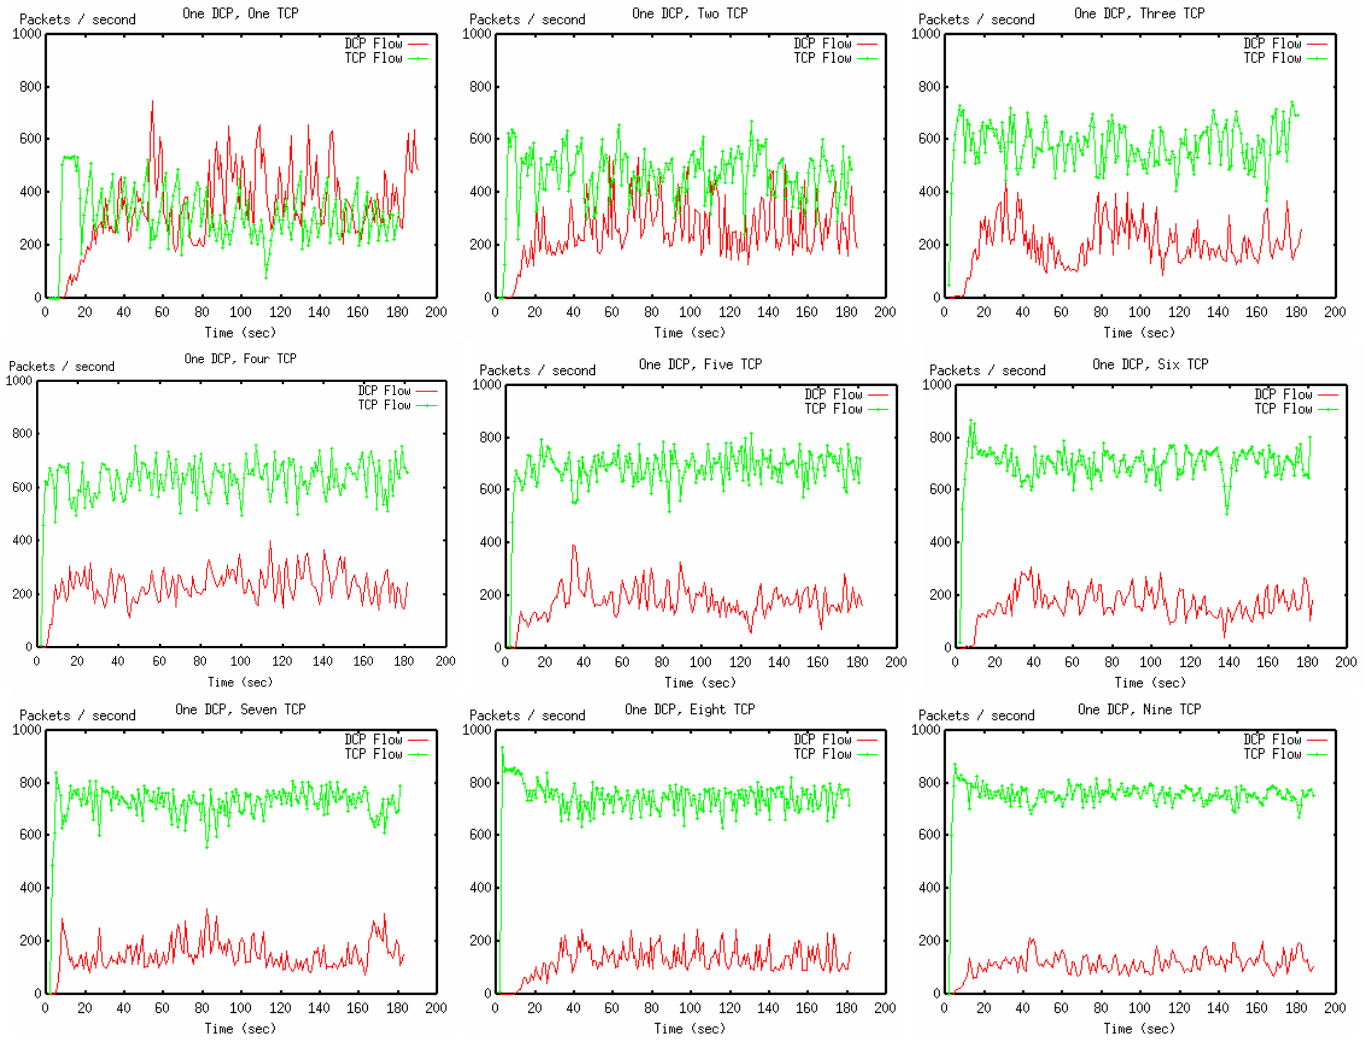 Packets / second
One DCP, One TCP
1000
DCP Flow
TCP Flow
800
600
400
200
0
0 20 40 60 80 100 120 140 160 180 200
Time (sec)
Packets / second
One DCP, Two TCP
1000
DCP Flow
TCP Flow
800
600
400
200
0
0 20 40 60 80 100 120 140 160 180 200
Time (sec)
Packets / second
One DCP, Three TCP
1000
DCP Flow
TCP Flow
800
600
400
200
0
0 20 40 60 80 100 120 140 160 180 200
Time (sec)
Packets / second
One DCP, Four TCP
1000
DCP Flow
TCP Flow
800
600
400
200
0
0 20 40 60 80 100 120 140 160 180 200
Time (sec)
Packets / second
One DCP, Five TCP
1000
DCP Flow
TCP Flow
800
600
400
200
0
0 20 40 60 80 100 120 140 160 180 200
Time (sec)
Packets / second
One DCP, Six TCP
1000
DCP Flow
TCP Flow
800
600
400
200
0
0 20 40 60 80 100 120 140 160 180 200
Time (sec)
Packets / second
One DCP, Seven TCP
1000
DCP Flow
TCP Flow
800
600
400
200
0
0 20 40 60 80 100 120 140 160 180 200
Time (sec)
Packets / second
One DCP, Eight TCP
1000
DCP Flow
TCP Flow
800
600
400
200
0
0 20 40 60 80 100 120 140 160 180 200
Time (sec)
Packets / second
One DCP, Nine TCP
1000
DCP Flow
TCP Flow
800
600
400
200
0
0 20 40 60 80 100 120 140 160 180 200
Time (sec)